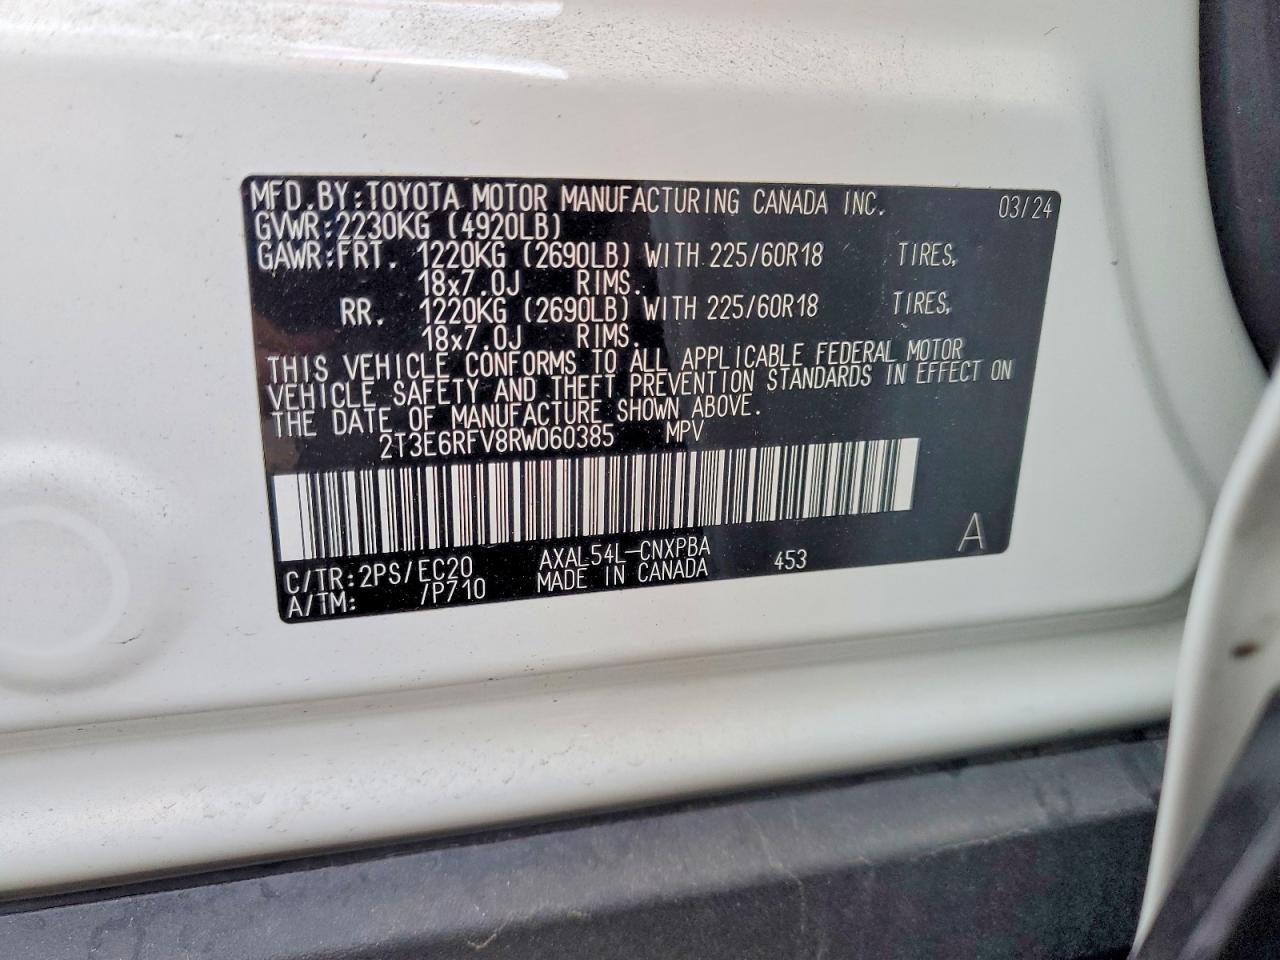 MFD.BY:TOYOTA MOTOR MANUFACTURING CANADA INC. 03/24
GVWR:2230KG (4920LB)
GAWR:FRT. 1220KG (2690LB) WITH 225/60R18 TIRES,
18x7.0J RIMS.
RR. 1220KG (2690LB) WITH 225/60R18 TIRES,
18x7.0J RIMS.
THIS VEHICLE CONFORMS TO ALL APPLICABLE FEDERAL MOTOR
VEHICLE SAFETY AND THEFT PREVENTION STANDARDS IN EFFECT ON
THE DATE OF MANUFACTURE SHOWN ABOVE.
2T3E6RFV8RW060385 MPV
C/TR:2PS/EC20 AXAL54L-CNXPBA 453 A
A/TM: /P710 MADE IN CANADA